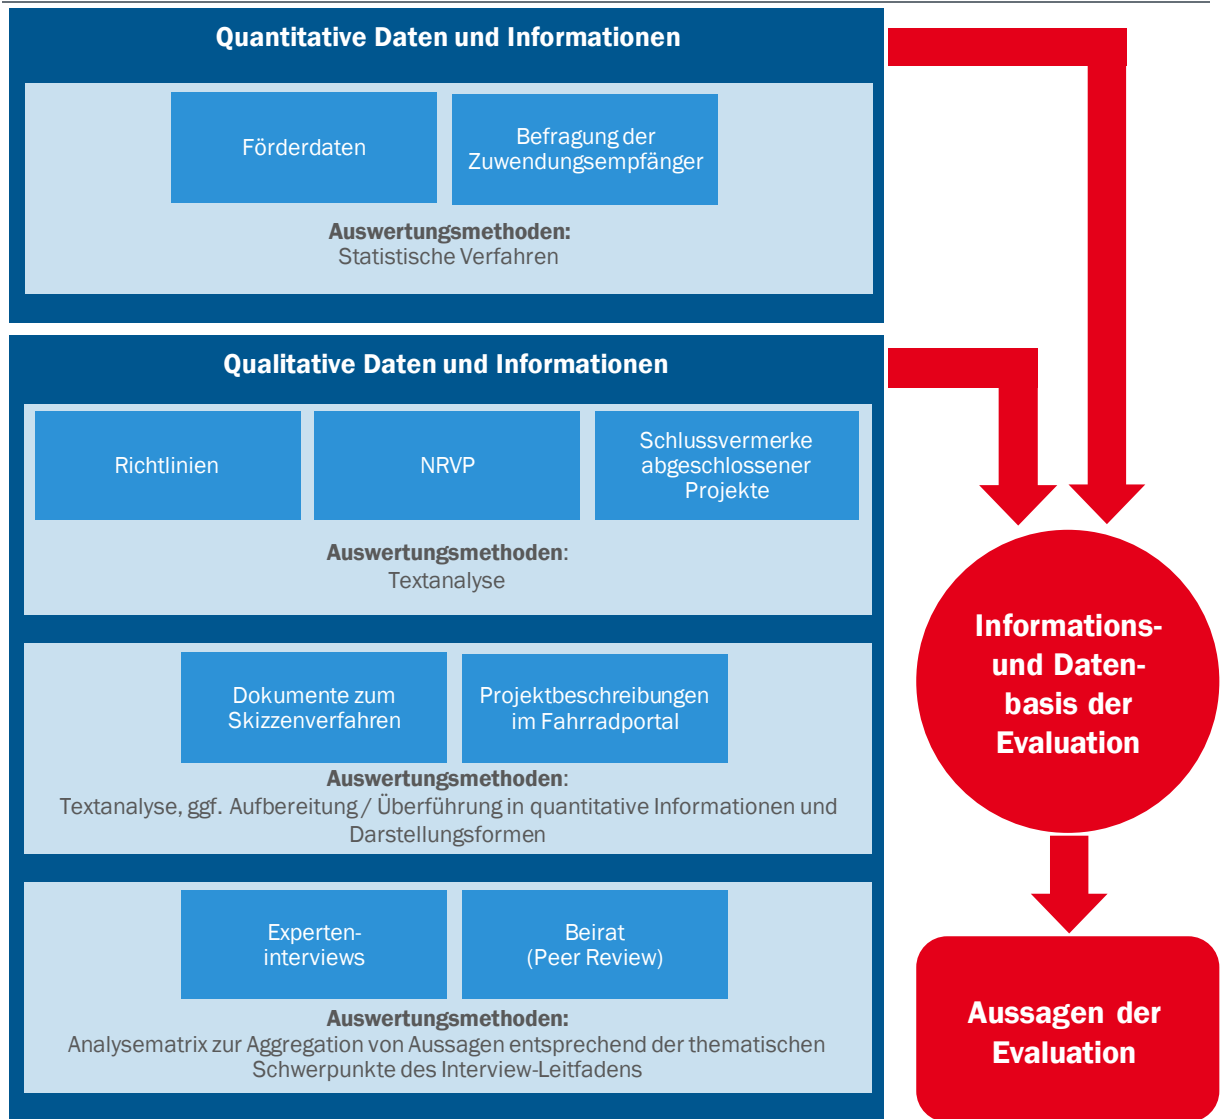 Quantitative Daten und Informationen
Förderdaten
Befragung der
Zuwendungsempfänger
Auswertungsmethoden:
Statistische Verfahren
Qualitative Daten und Informationen
Richtlinien
NRVP
Schlussvermerke
abgeschlossener
Projekte
Auswertungsmethoden:
Textanalyse
Dokumente zum
Skizzenverfahren
Projektbeschreibungen
im Fahrradportal
Auswertungsmethoden:
Textanalyse, ggf. Aufbereitung / Überführung in quantitative Informationen und
Darstellungsformen
Experten-
interviews
Beirat
(Peer Review)
Auswertungsmethoden:
Analysematrix zur Aggregation von Aussagen entsprechend der thematischen
Schwerpunkte des Interview-Leitfadens
Informations-
und Daten-
basis der
Evaluation
Aussagen der
Evaluation